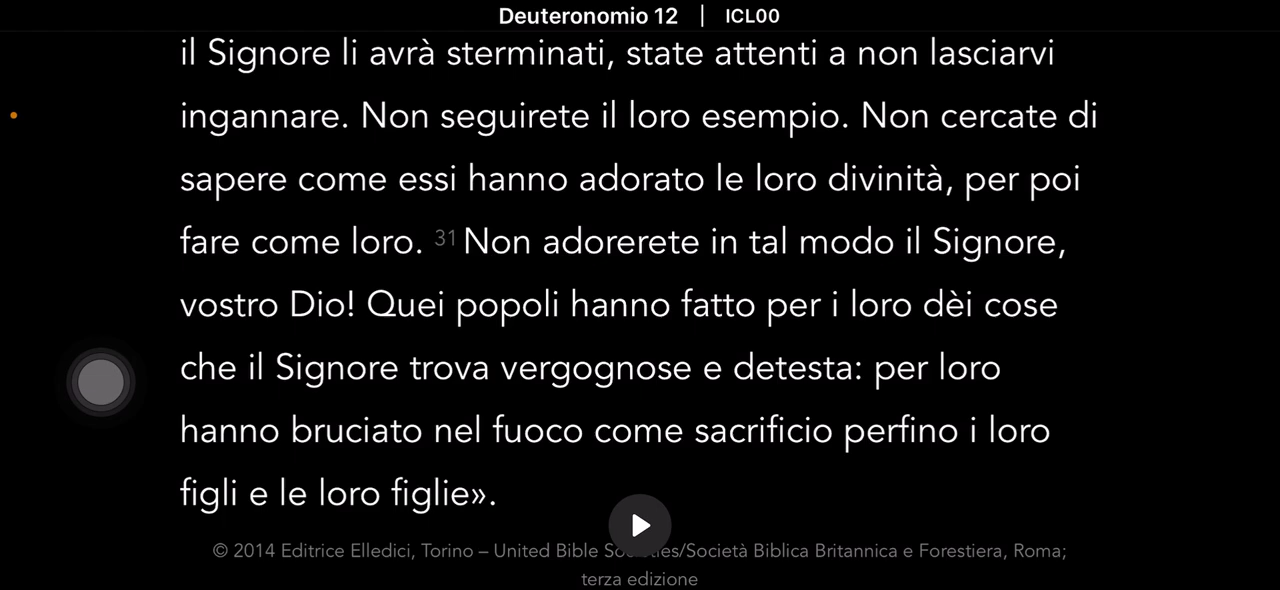 Deuteronomio 12 | ICL00
il Signore li avrà sterminati, state attenti a non lasciarvi
ingannare. Non seguirete il loro esempio. Non cercate di
sapere come essi hanno adorato le loro divinità, per poi
fare come loro. 31 Non adorerete in tal modo il Signore,
vostro Dio! Quei popoli hanno fatto per i loro dèi cose
che il Signore trova vergognose e detesta: per loro
hanno bruciato nel fuoco come sacrificio perfino i loro
figli e le loro figlie».
© 2014 Editrice Elledici, Torino – United Bible Societies/Società Biblica Britannica e Forestiera, Roma;
terza edizione